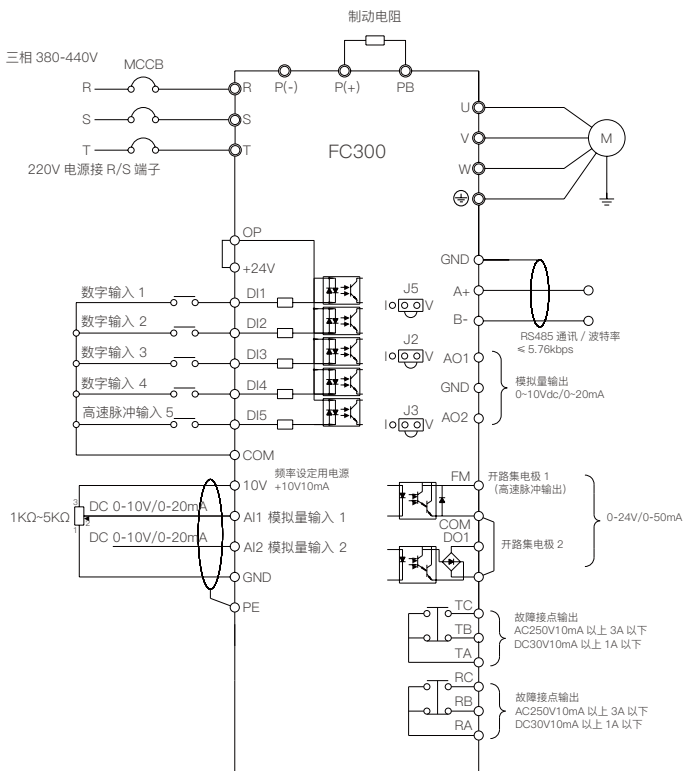 制动电阻
三相 380-440V
MCCB
R
R
P(-)
P(+)
PB
S
S
T
T
220V 电源接 R/S 端子
FC300
U
V
W
M
OP
+24V
数字输入 1
DI1
数字输入 2
DI2
数字输入 3
DI3
数字输入 4
DI4
高速脉冲输入 5
DI5
COM
J5
I
V
J2
I
V
J3
I
V
GND
A+
B-
RS485 通讯 / 波特率
≤ 5.76kbps
AO1
GND
AO2
模拟量输出
0~10Vdc/0~20mA
10V
频率设定用电源
+10V10mA
1KΩ~5KΩ
3
2
1
DC 0-10V/0-20mA
AI1 模拟量输入 1
DC 0-10V/0-20mA
AI2 模拟量输入 2
GND
PE
FM
开路集电极 1
(高速脉冲输出)
COM
DO1
开路集电极 2
0-24V/0-50mA
TC
TB
TA
故障接点输出
AC250V10mA 以上 3A 以下
DC30V10mA 以上 1A 以下
RC
RB
RA
故障接点输出
AC250V10mA 以上 3A 以下
DC30V10mA 以上 1A 以下